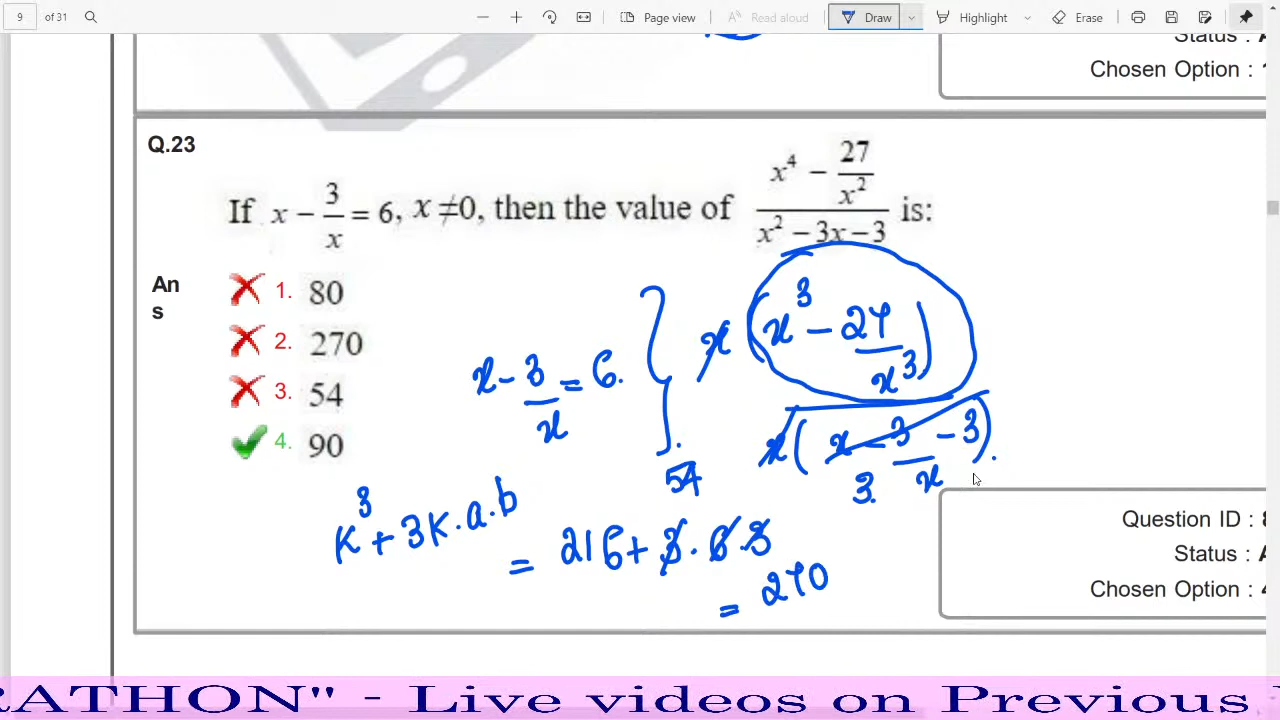 9 of 31 Page view Read aloud Draw Highlight Erase
Status : A
Chosen Option : 1
Q.23
If x − 3/x = 6, x ≠0, then the value of (x⁴ − 27/x²)/(x² − 3x − 3) is:
An
s
1. 80
2. 270
3. 54
4. 90
x − 3/x = 6.
x (x³ − 27/x³)
x ( x − 3/x − 3).
3.
54
K³ + 3K.a.b
= 216 + 3.6.3
= 270
Question ID : 8
Status : A
Chosen Option : 4
RATHON" - Live videos on Previous